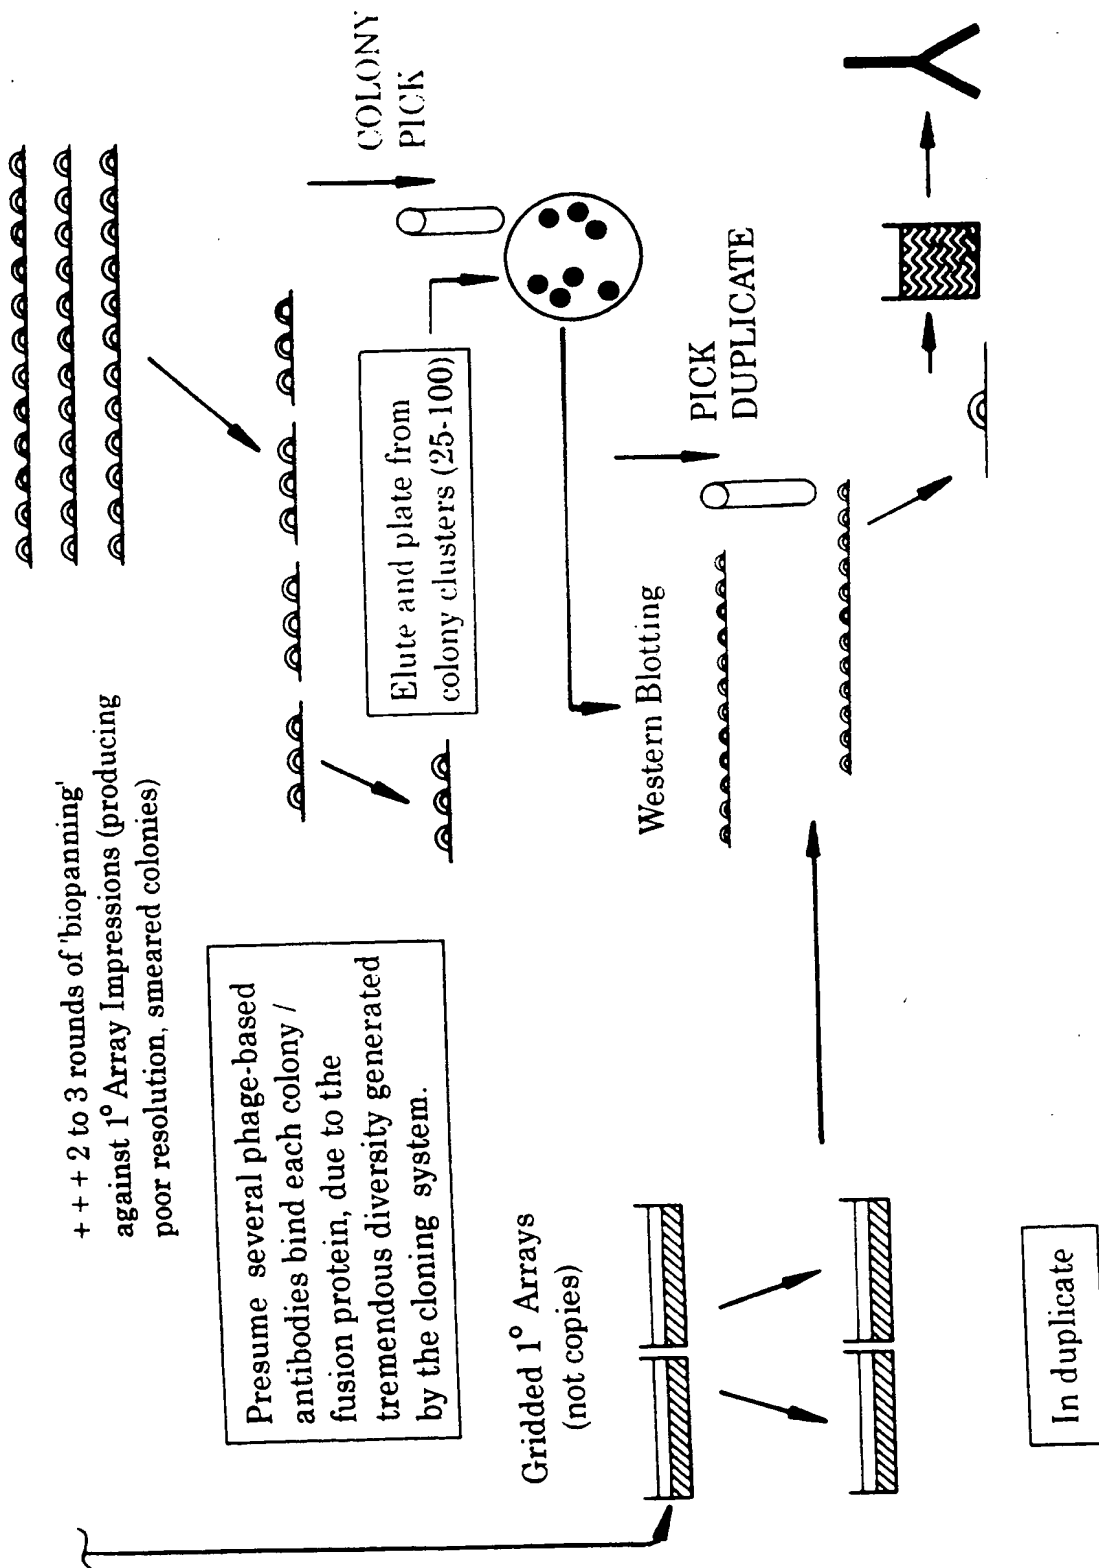 + + + 2 to 3 rounds of 'biopanning'
against 1° Array Impressions (producing
poor resolution, smeared colonies)
Presume several phage-based
antibodies bind each colony /
fusion protein, due to the
tremendous diversity generated
by the cloning system.
Elute and plate from
colony clusters (25-100)
COLONY
PICK
Gridded 1° Arrays
(not copies)
Western Blotting
PICK
DUPLICATE
In duplicate